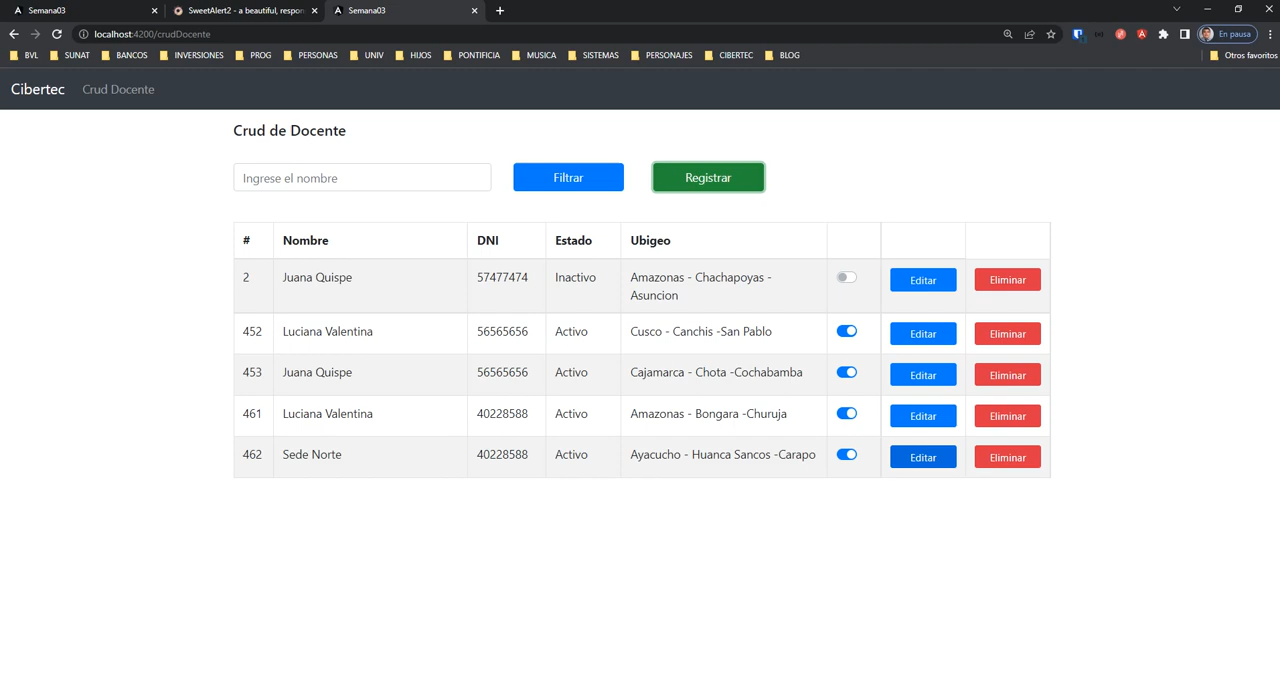 Semana03
SweetAlert2 - a beautiful, respon
Semana03
localhost:4200/crudDocente
En pausa
BVL SUNAT BANCOS INVERSIONES PROG PERSONAS UNIV HIJOS PONTIFICIA MUSICA SISTEMAS PERSONAJES CIBERTEC BLOG Otros favoritos
Cibertec Crud Docente
Crud de Docente
Ingrese el nombre Filtrar Registrar
# Nombre DNI Estado Ubigeo
2 Juana Quispe 57477474 Inactivo Amazonas - Chachapoyas -
Asuncion Editar Eliminar
452 Luciana Valentina 56565656 Activo Cusco - Canchis -San Pablo Editar Eliminar
453 Juana Quispe 56565656 Activo Cajamarca - Chota -Cochabamba Editar Eliminar
461 Luciana Valentina 40228588 Activo Amazonas - Bongara -Churuja Editar Eliminar
462 Sede Norte 40228588 Activo Ayacucho - Huanca Sancos -Carapo Editar Eliminar